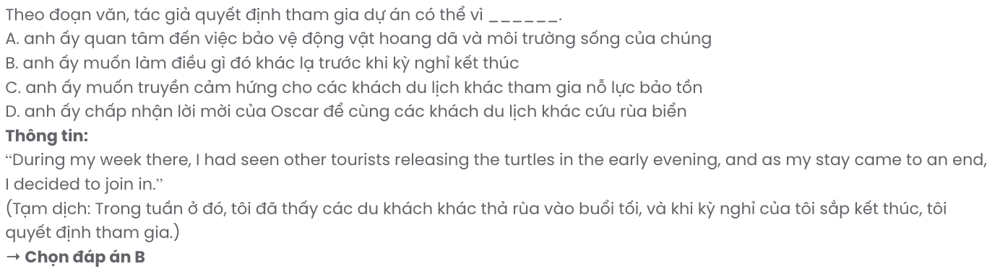 Theo đoạn văn, tác giả quyết định tham gia dự án có thể vì ______.
A. anh ấy quan tâm đến việc bảo vệ động vật hoang dã và môi trường sống của chúng
B. anh ấy muốn làm điều gì đó khác lạ trước khi kỳ nghỉ kết thúc
C. anh ấy muốn truyền cảm hứng cho các khách du lịch khác tham gia nỗ lực bảo tồn
D. anh ấy chấp nhận lời mời của Oscar để cùng các khách du lịch khác cứu rùa biển
Thông tin:
“During my week there, I had seen other tourists releasing the turtles in the early evening, and as my stay came to an end,
I decided to join in.”
(Tạm dịch: Trong tuần ở đó, tôi đã thấy các du khách khác thả rùa vào buổi tối, và khi kỳ nghỉ của tôi sắp kết thúc, tôi
quyết định tham gia.)
→ Chọn đáp án B